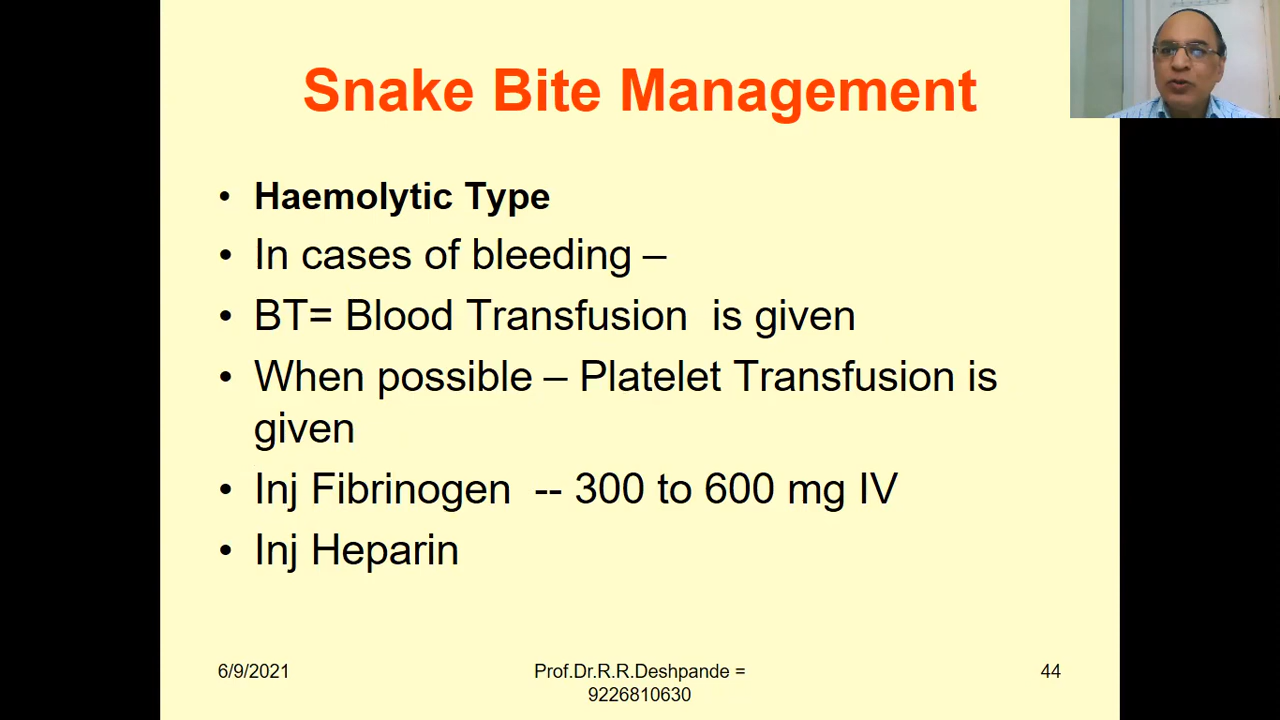 Snake Bite Management
• Haemolytic Type
• In cases of bleeding –
• BT= Blood Transfusion is given
• When possible – Platelet Transfusion is
given
• Inj Fibrinogen -- 300 to 600 mg IV
• Inj Heparin
6/9/2021
Prof.Dr.R.R.Deshpande =
9226810630
44